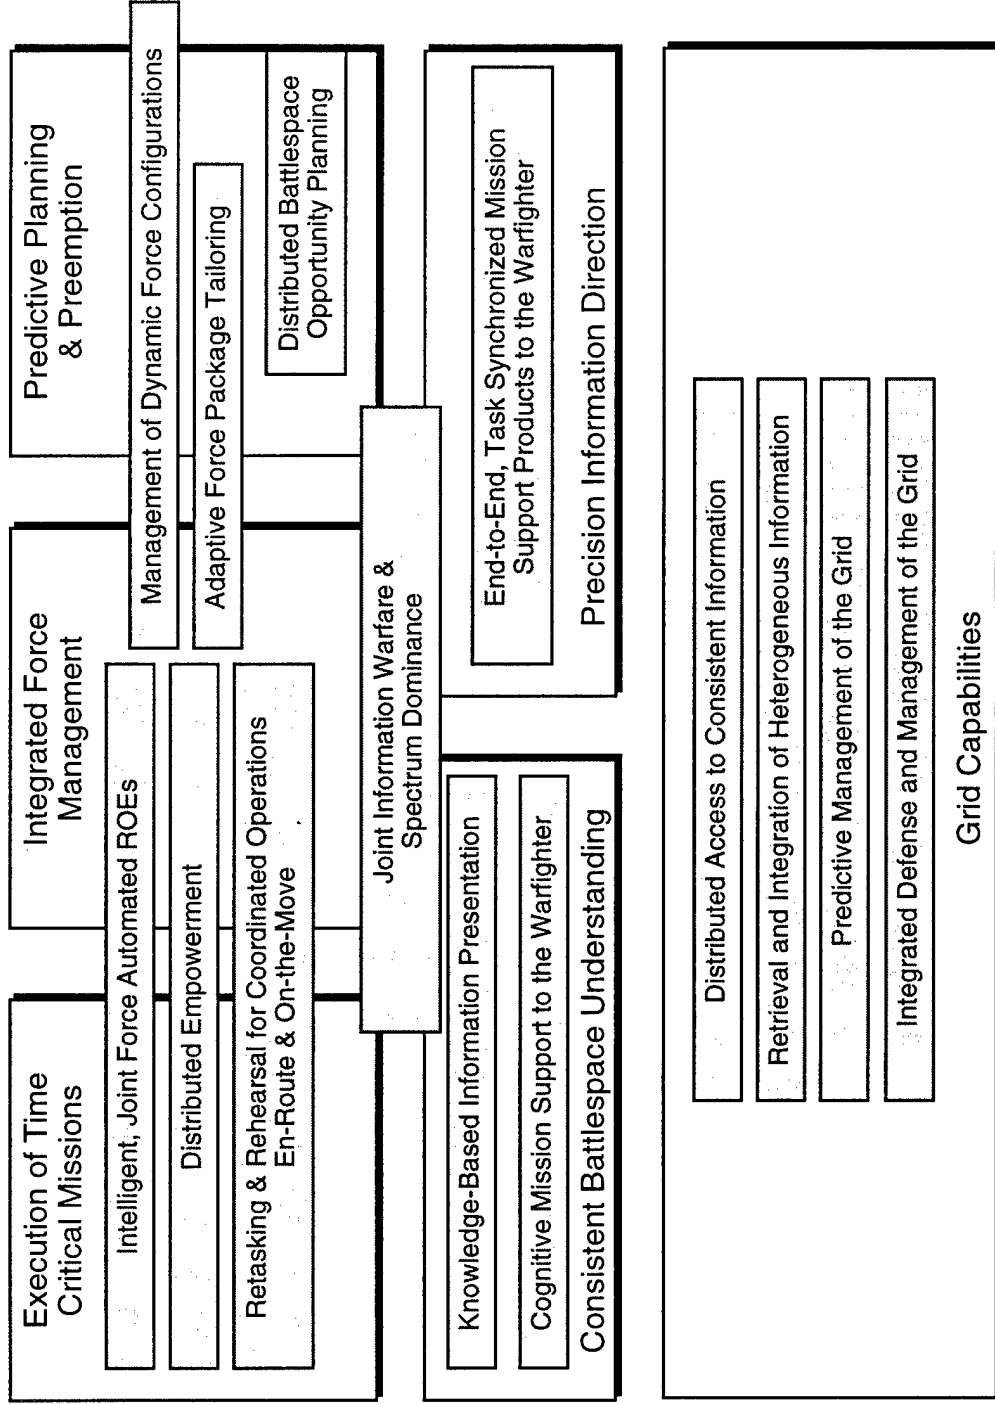 Execution of Time
Critical Missions
Integrated Force
Management
Predictive Planning
& Preemption
Intelligent, Joint Force Automated ROEs
Management of Dynamic Force Configurations
Distributed Empowerment
Adaptive Force Package Tailoring
Retasking & Rehearsal for Coordinated Operations
En-Route & On-the-Move
Distributed Battlespace
Opportunity Planning
Joint Information Warfare &
Spectrum Dominance
Knowledge-Based Information Presentation
Cognitive Mission Support to the Warfighter
Consistent Battlespace Understanding
End-to-End, Task Synchronized Mission
Support Products to the Warfighter
Precision Information Direction
Distributed Access to Consistent Information
Retrieval and Integration of Heterogeneous Information
Predictive Management of the Grid
Integrated Defense and Management of the Grid
Grid Capabilities